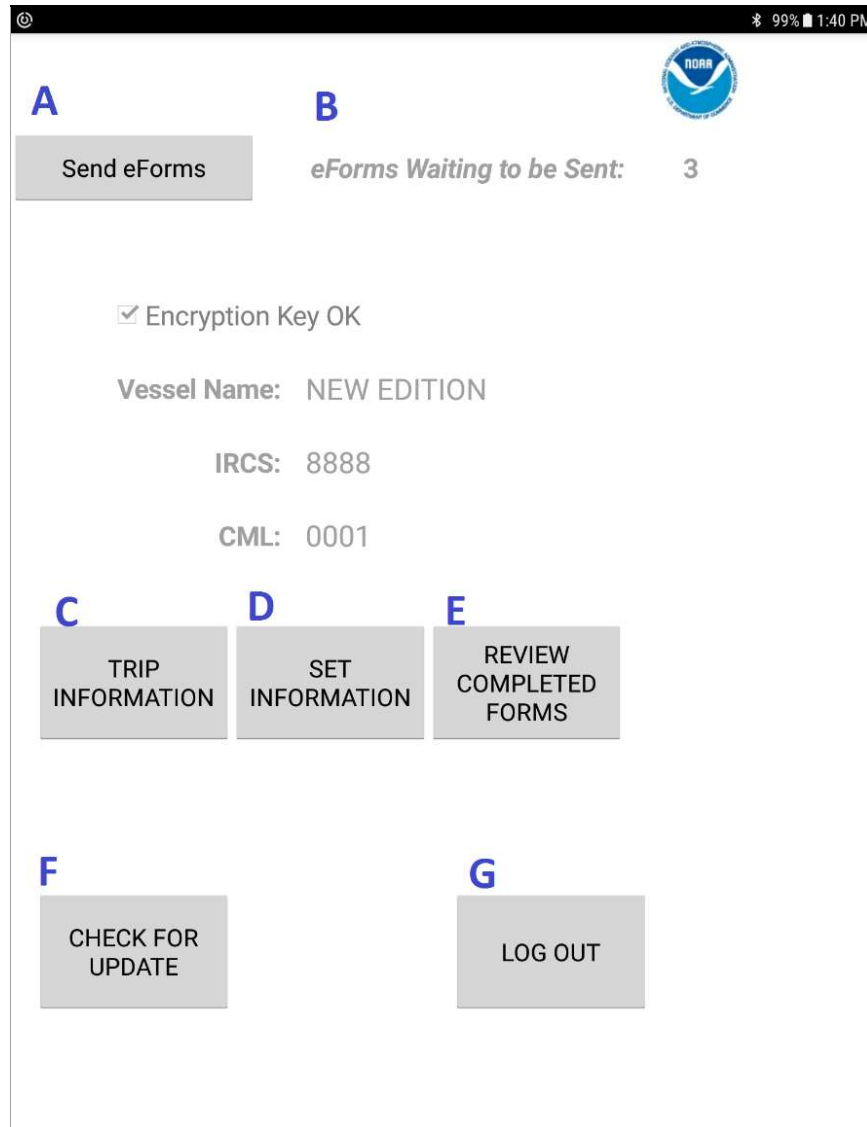 99% 1:40 PM
NOAA
A
B
Send eForms
eForms Waiting to be Sent: 3
Encryption Key OK
Vessel Name: NEW EDITION
IRCS: 8888
CML: 0001
C
D
E
TRIP
INFORMATION
SET
INFORMATION
REVIEW
COMPLETED
FORMS
F
G
CHECK FOR
UPDATE
LOG OUT